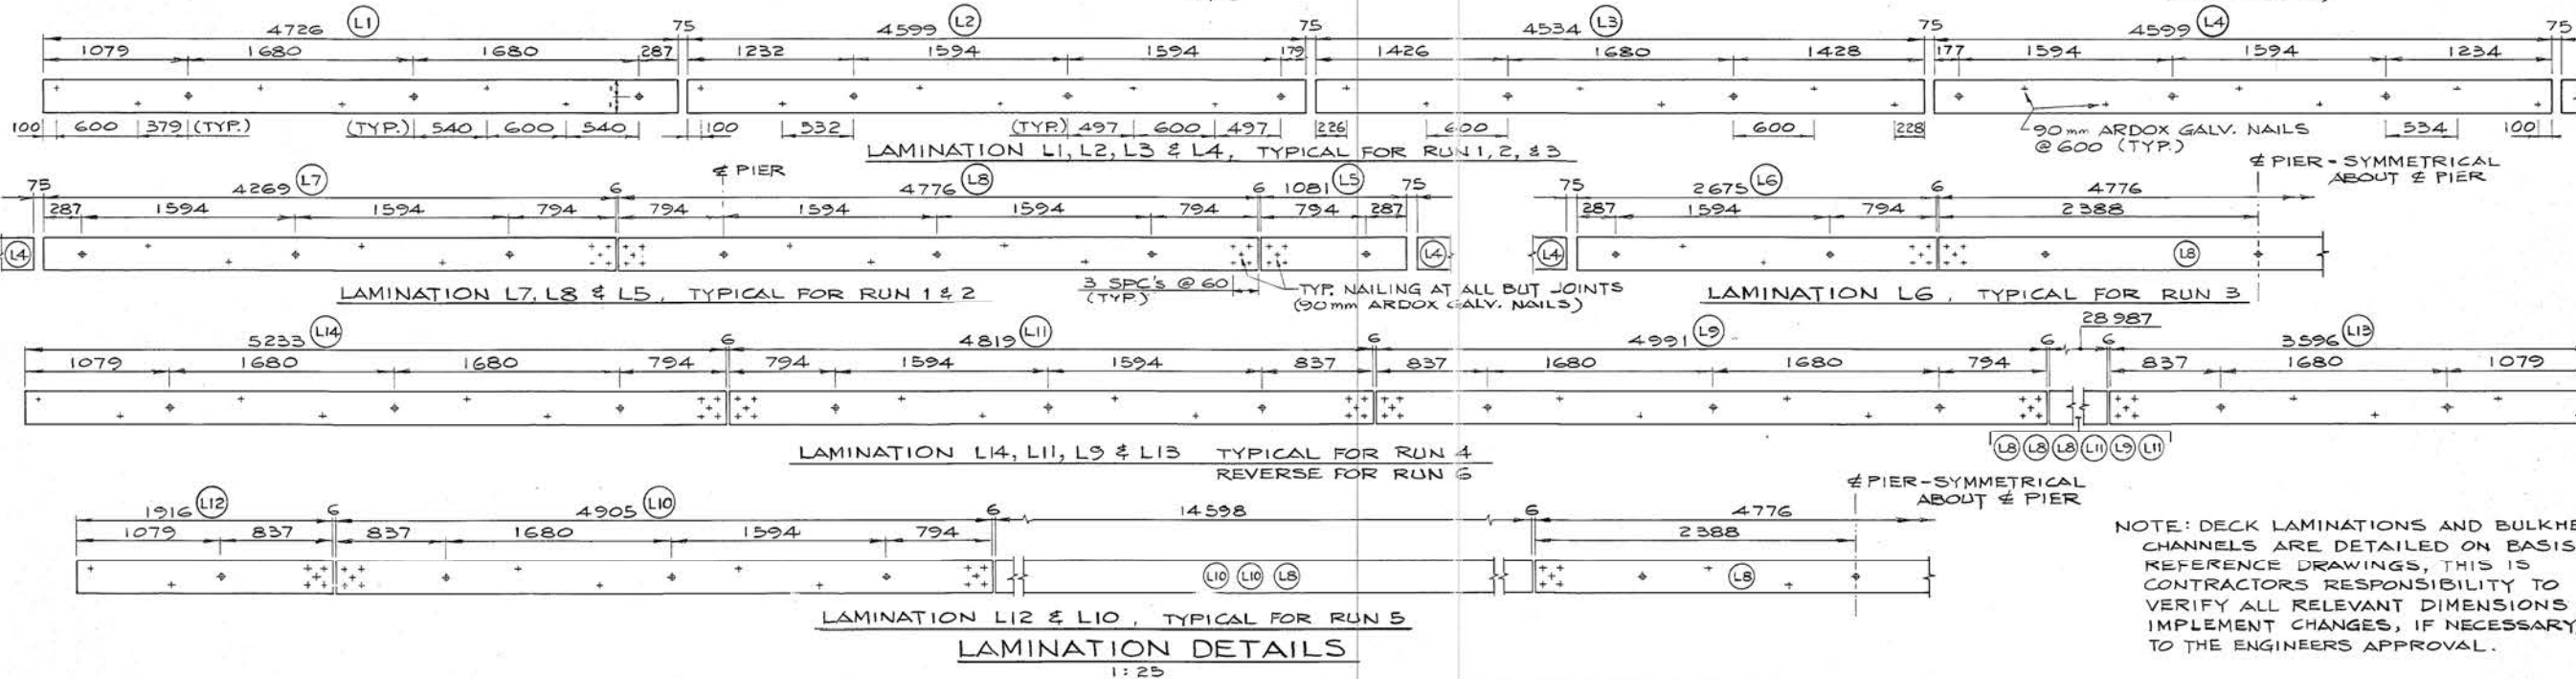 4726 L1 75 4599 L2 75 4534 L3 75 4599 L4 75
1079 1680 1680 287 1232 1594 1594 179 1426 1680 1428 177 1594 1594 1234
100 600 379 (TYP.) (TYP.) 540 600 540 100 532 (TYP.) 497 600 497 226 600 600 228 90mm ARDOX GALV. NAILS 534 100
@ 600 (TYP.)
LAMINATION L1, L2, L3 & L4, TYPICAL FOR RUN 1, 2, & 3
75 4269 L7 6 ℄ PIER 4776 L8 6 1081 L5 75 75 2675 L6 6 4776 ℄ PIER - SYMMETRICAL
ABOUT ℄ PIER
287 1594 1594 794 794 1594 1594 794 794 287 287 1594 794 2388
L4 L4 L4 L8
3 SPC'S @ 60
(TYP.)
TYP. NAILING AT ALL BUT JOINTS
(90mm ARDOX GALV. NAILS)
LAMINATION L7, L8 & L5, TYPICAL FOR RUN 1 & 2
LAMINATION L6, TYPICAL FOR RUN 3
5233 L14 6 4819 L11 6 4991 L9 6 28 987 6 3596 L13
1079 1680 1680 794 794 1594 1594 837 837 1680 1680 794 837 1680 1079
L8 L8 L8 L11 L9 L11
LAMINATION L14, L11, L9 & L13 TYPICAL FOR RUN 4
REVERSE FOR RUN 6
1916 L12 6 4905 L10 6 14598 6 4776 ℄ PIER-SYMMETRICAL
ABOUT ℄ PIER
1079 837 837 1680 1594 794 2388
L10 L10 L8 L8
LAMINATION L12 & L10, TYPICAL FOR RUN 5
LAMINATION DETAILS
1:25
NOTE: DECK LAMINATIONS AND BULKHE
CHANNELS ARE DETAILED ON BASIS
REFERENCE DRAWINGS, THIS IS
CONTRACTORS RESPONSIBILITY TO
VERIFY ALL RELEVANT DIMENSIONS
IMPLEMENT CHANGES, IF NECESSARY,
TO THE ENGINEERS APPROVAL.